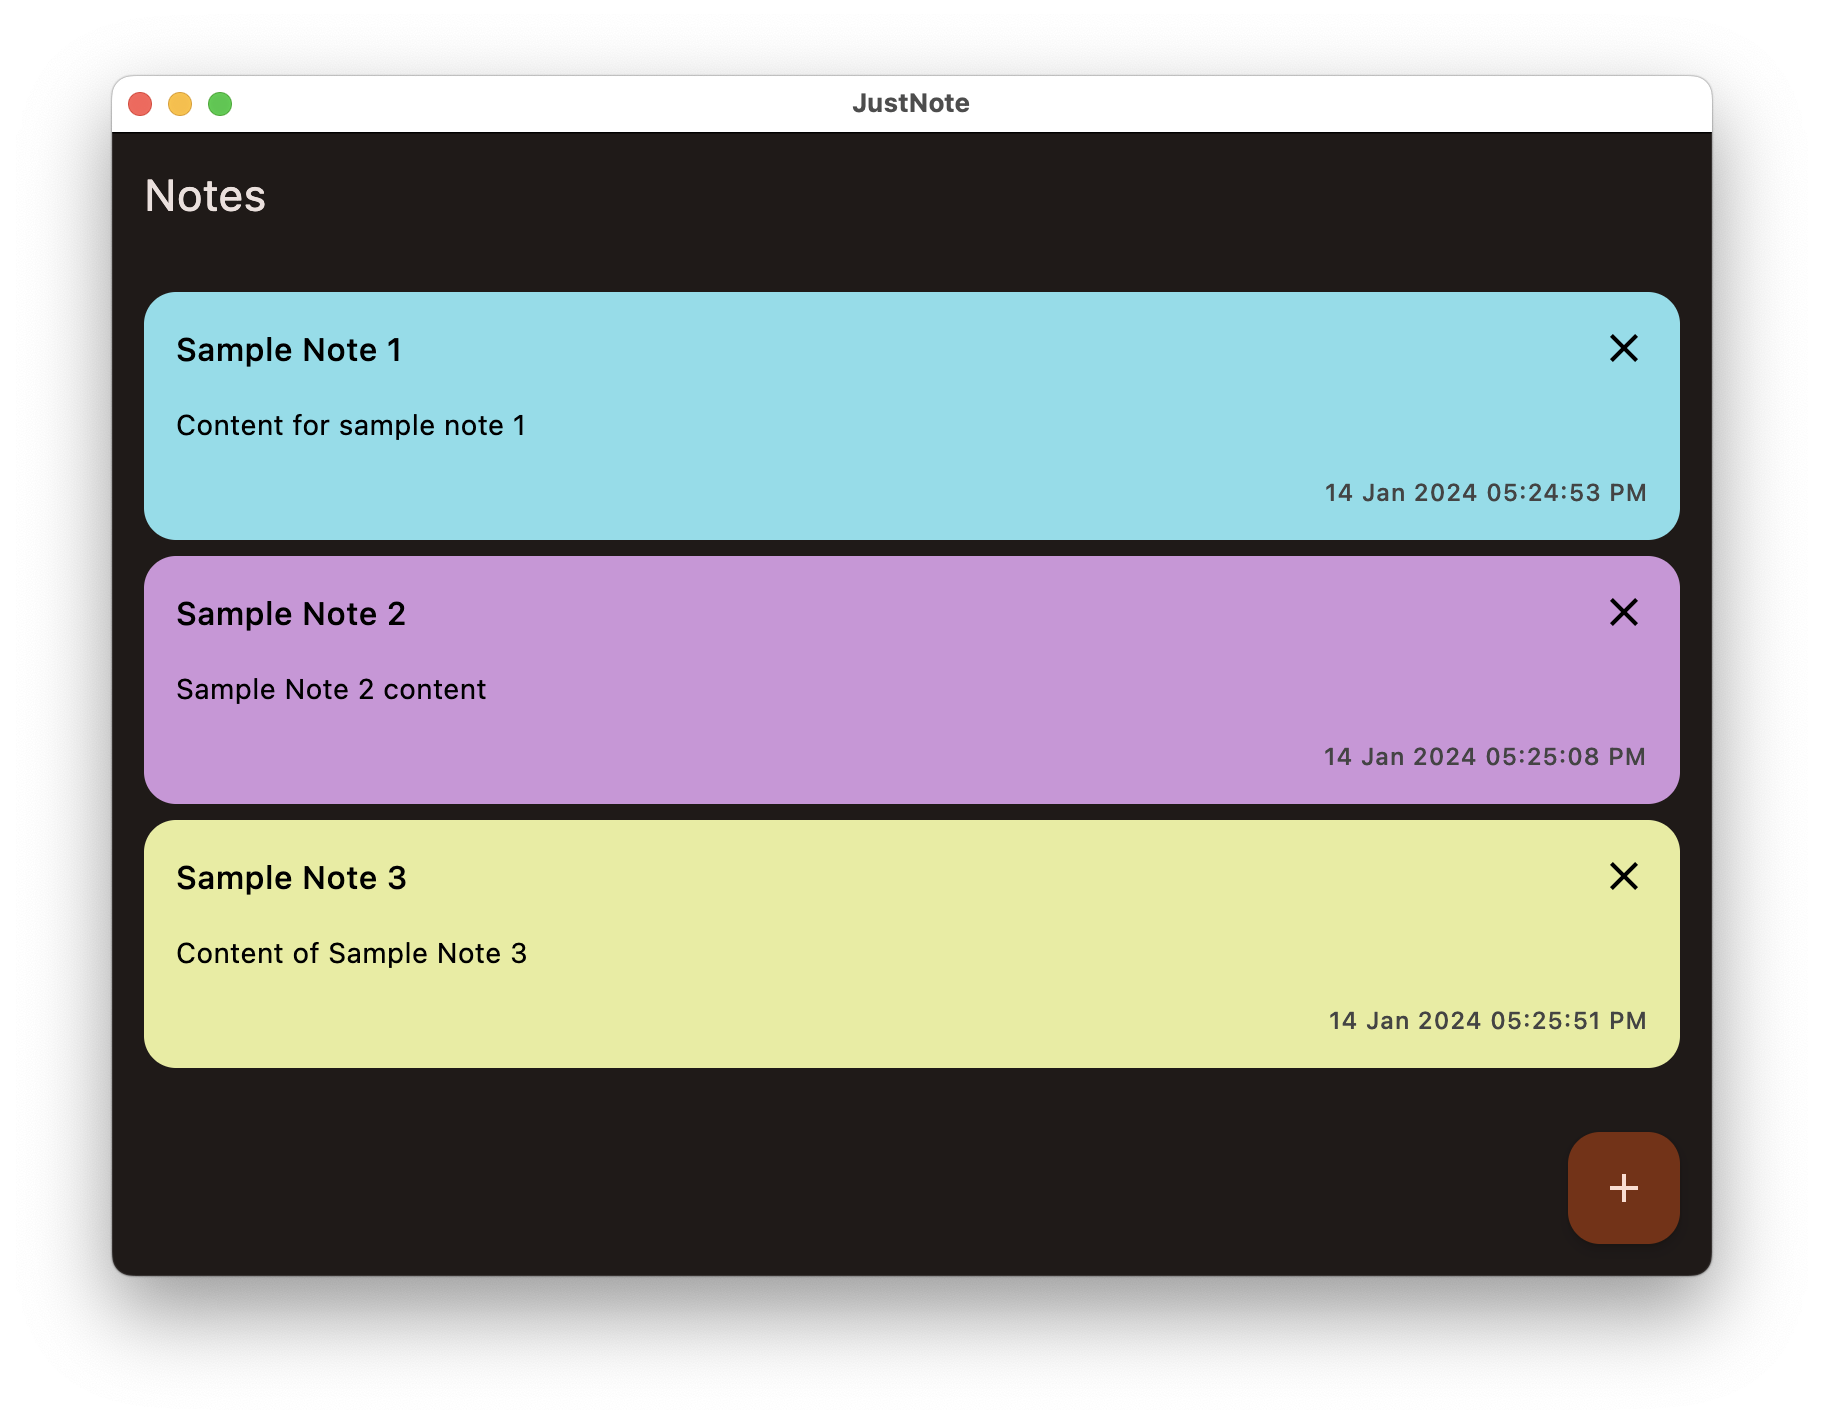 JustNote
Notes
Sample Note 1
Content for sample note 1
14 Jan 2024 05:24:53 PM
Sample Note 2
Sample Note 2 content
14 Jan 2024 05:25:08 PM
Sample Note 3
Content of Sample Note 3
14 Jan 2024 05:25:51 PM